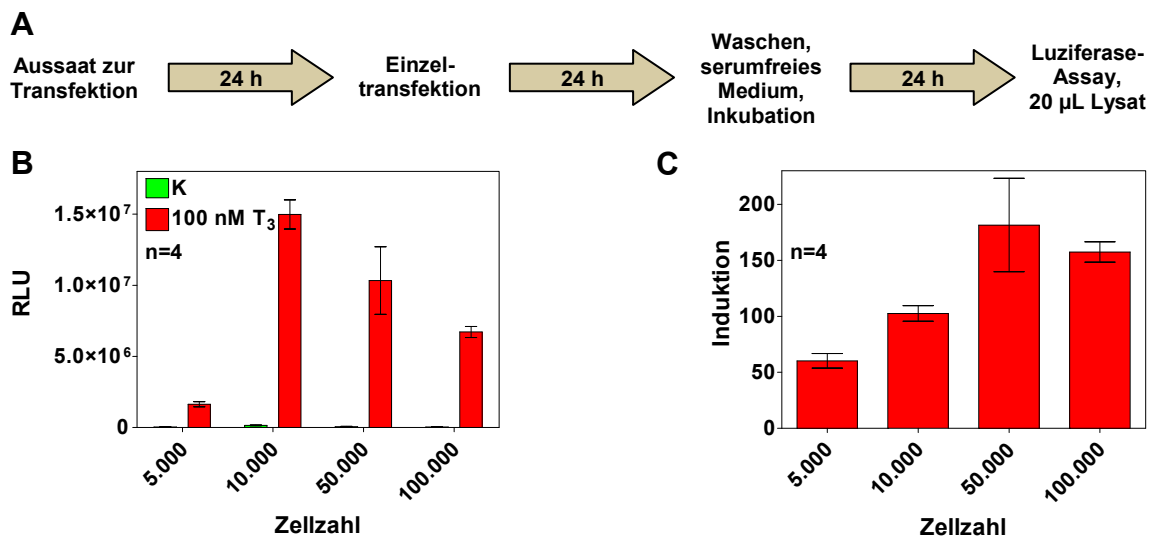 A
Aussaat zur
Transfektion
24 h
Einzel-
transfektion
24 h
Waschen,
serumfreies
Medium,
Inkubation
24 h
Luziferase-
Assay,
20 µL Lysat
B
K
100 nM T₃
n=4
RLU
1.5×10⁷
1.0×10⁷
5.0×10⁶
0
5.000
10.000
50.000
100.000
Zellzahl
C
n=4
Induktion
200
150
100
50
0
5.000
10.000
50.000
100.000
Zellzahl